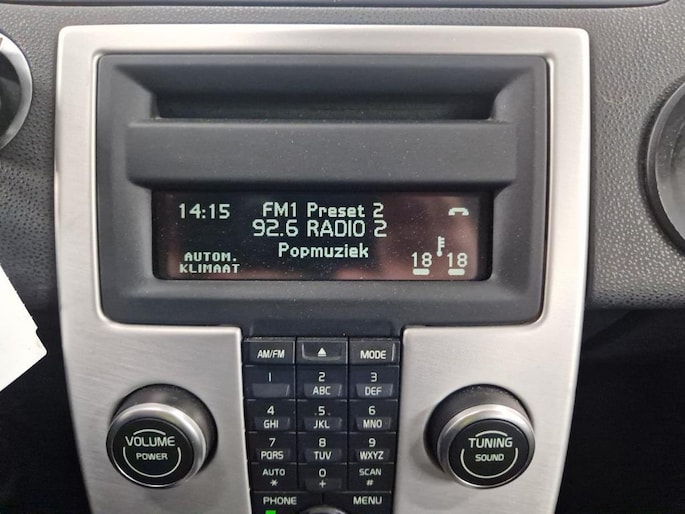 14:15 FM1 Preset 2
92.6 RADIO 2
Popmuziek
AUTOM.
KLIMAAT
18 18
AM/FM MODE
1 2 3
ABC DEF
4 5 6
GHI JKL MNO
7 8 9
PQRS TUV WXYZ
AUTO 0 SCAN
* + #
PHONE MENU
VOLUME
POWER
TUNING
SOUND